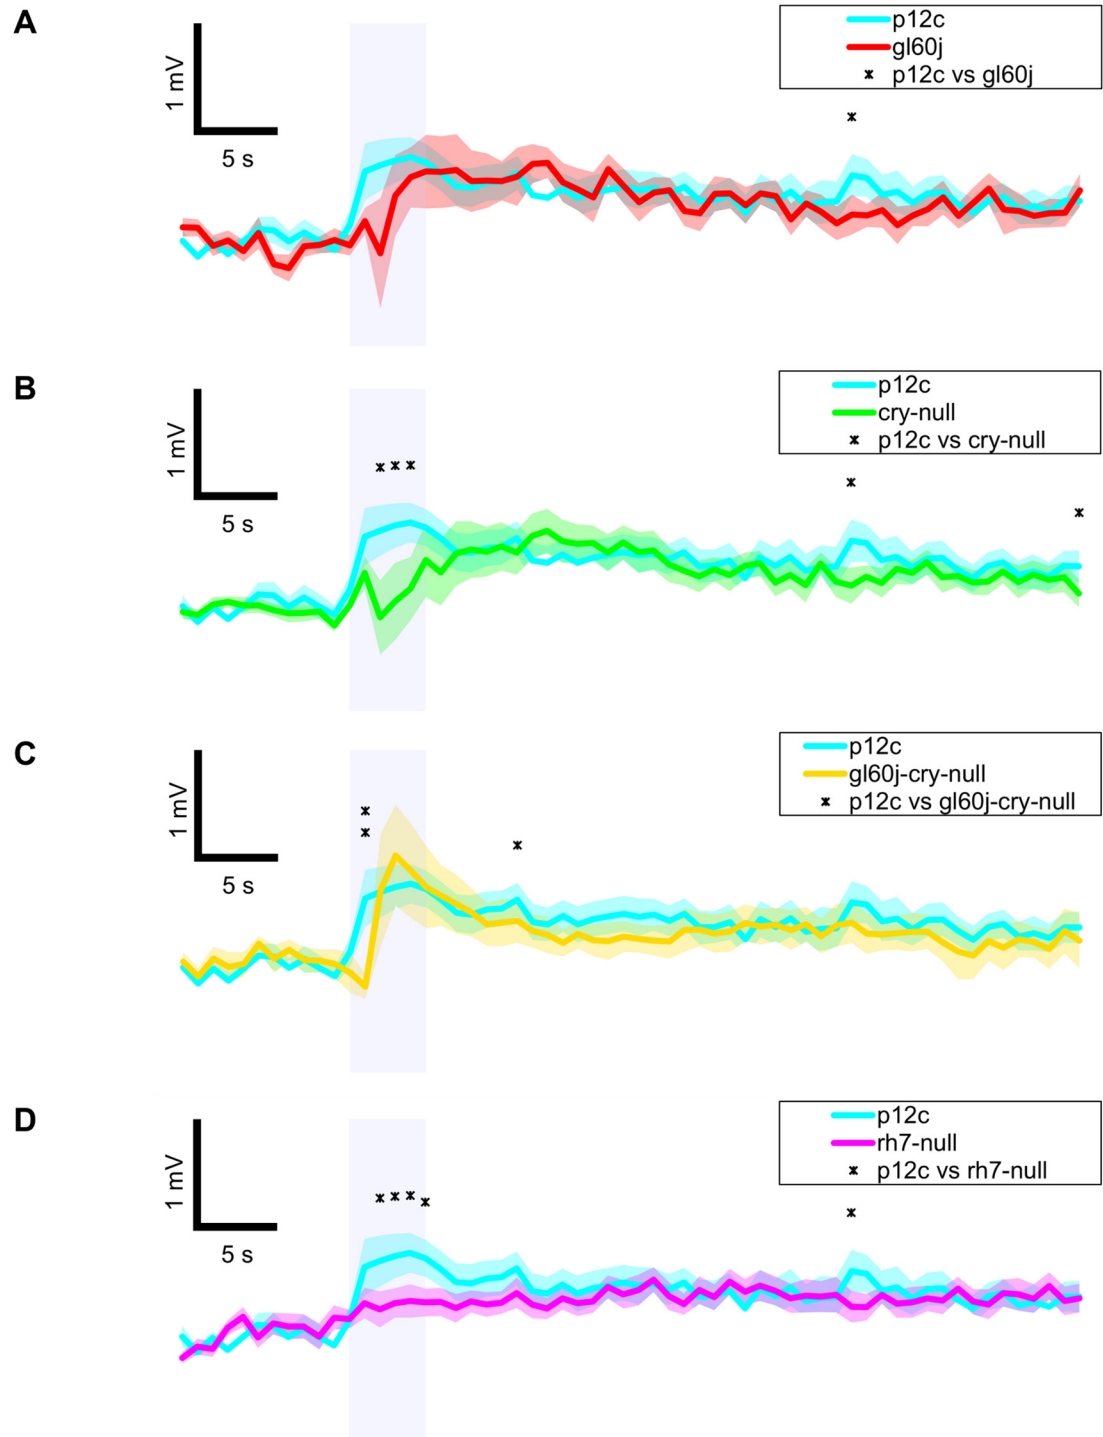 A
1 mV
5 s
p12c
gl60j
p12c vs gl60j
B
1 mV
5 s
p12c
cry-null
p12c vs cry-null
C
1 mV
5 s
p12c
gl60j-cry-null
p12c vs gl60j-cry-null
D
1 mV
5 s
p12c
rh7-null
p12c vs rh7-null